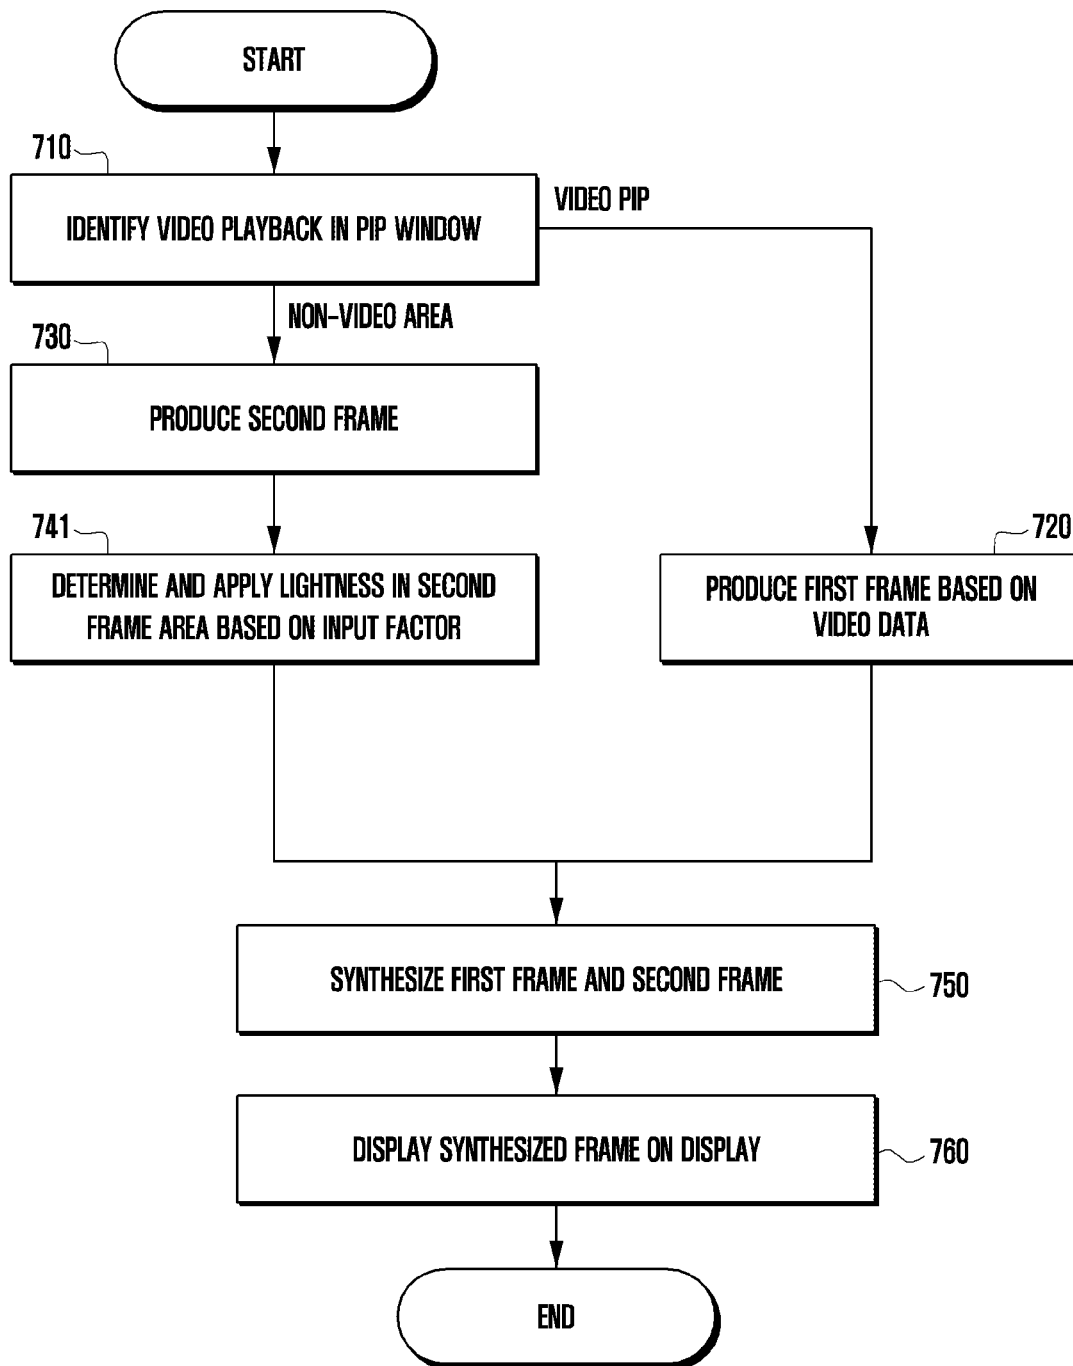 START
710
IDENTIFY VIDEO PLAYBACK IN PIP WINDOW
VIDEO PIP
NON-VIDEO AREA
730
PRODUCE SECOND FRAME
741
DETERMINE AND APPLY LIGHTNESS IN SECOND
FRAME AREA BASED ON INPUT FACTOR
720
PRODUCE FIRST FRAME BASED ON
VIDEO DATA
SYNTHESIZE FIRST FRAME AND SECOND FRAME
750
DISPLAY SYNTHESIZED FRAME ON DISPLAY
760
END